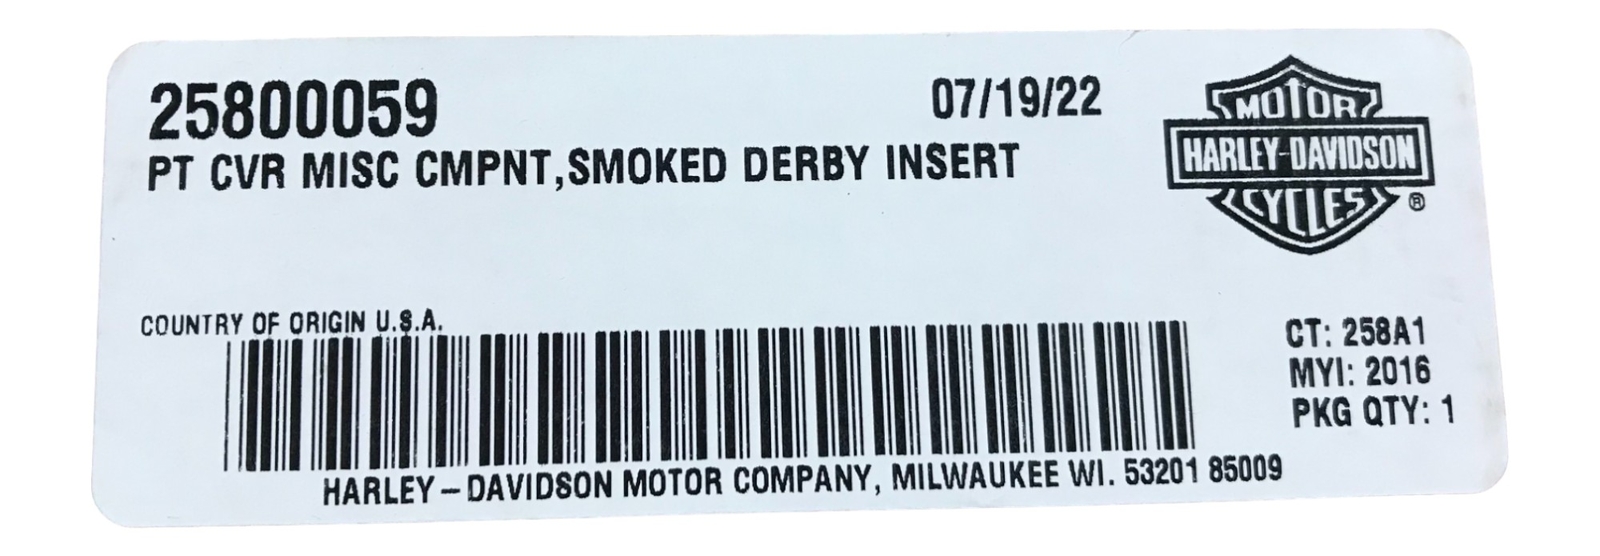 25800059
07/19/22
PT CVR MISC CMPNT,SMOKED DERBY INSERT
MOTOR
HARLEY-DAVIDSON
CYCLES
®
COUNTRY OF ORIGIN U.S.A.
CT: 258A1
MYI: 2016
PKG QTY: 1
HARLEY-DAVIDSON MOTOR COMPANY, MILWAUKEE WI. 53201 85009